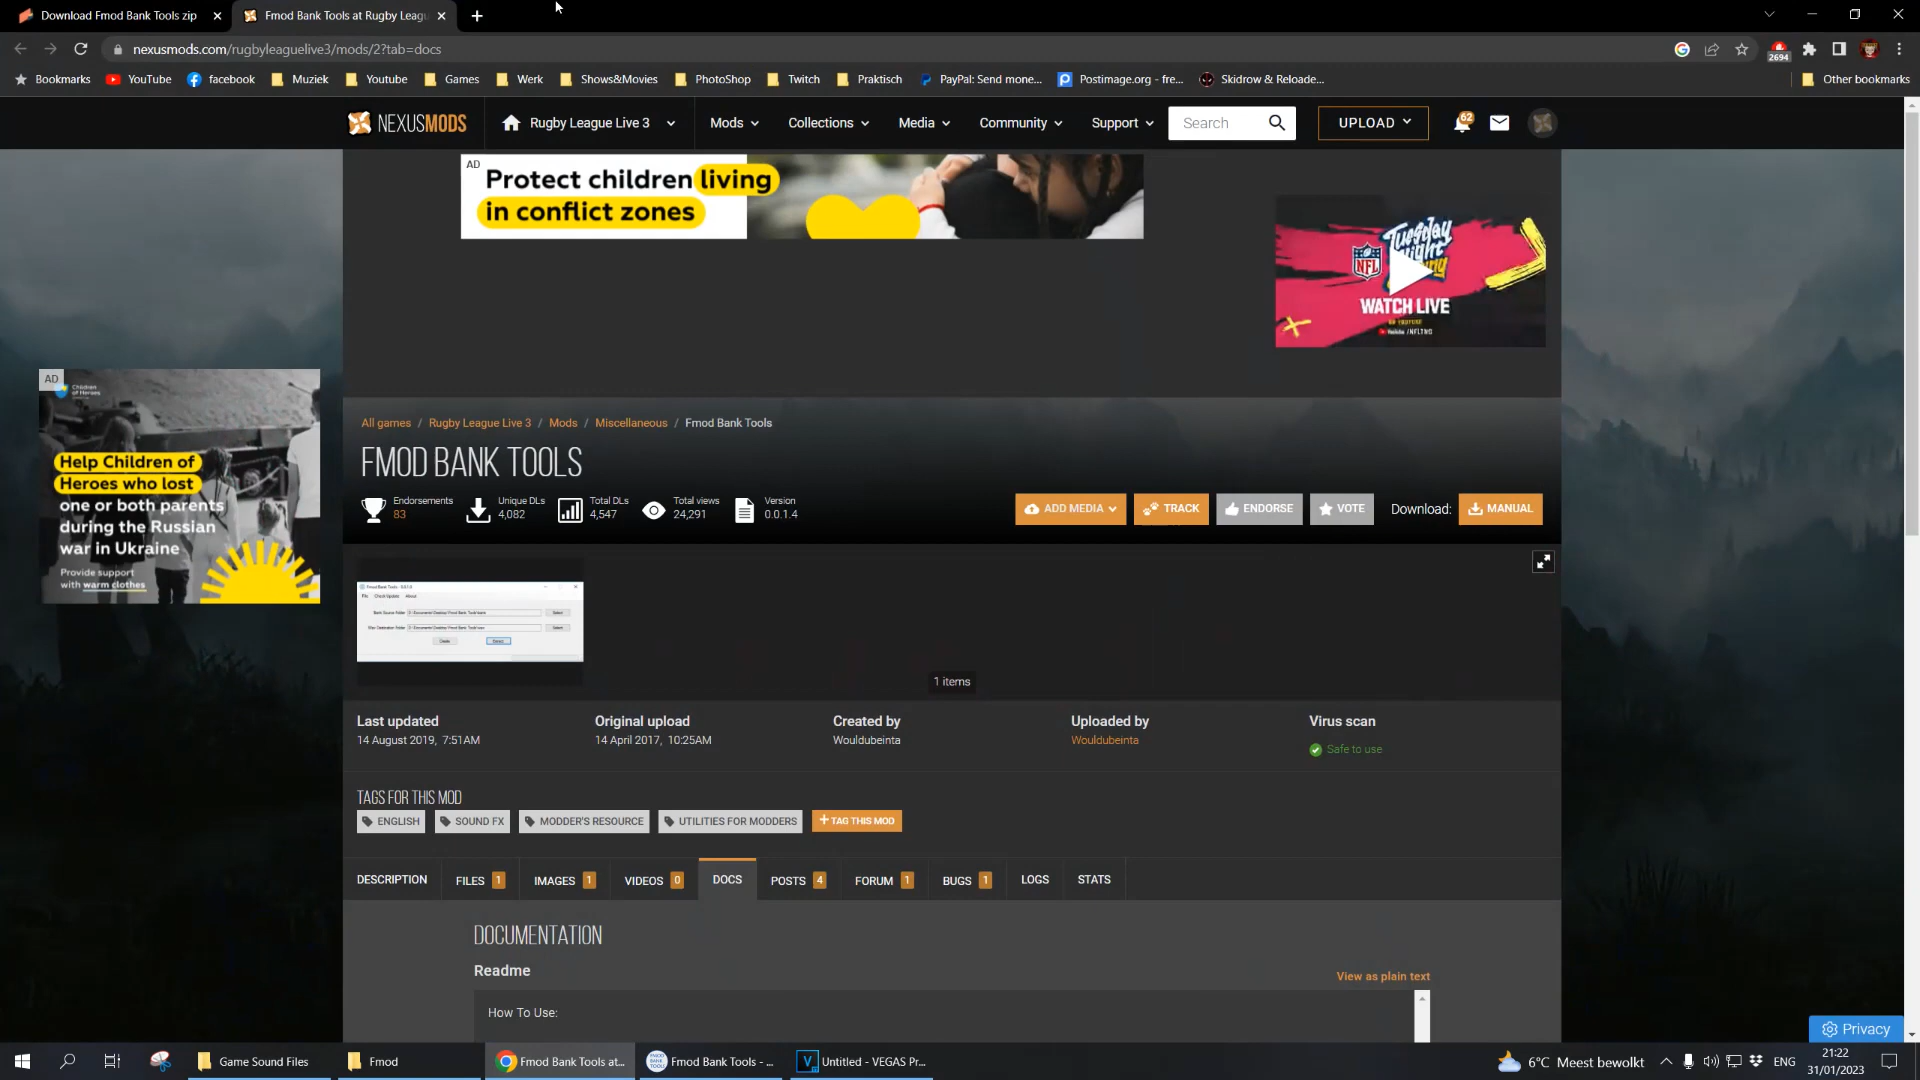 Download Fmod Bank Tools zip
Fmod Bank Tools at Rugby Leagu
nexusmods.com/rugbyleaguelive3/mods/2?tab=docs
2694
Bookmarks YouTube facebook Muziek Youtube Games Werk Shows&Movies PhotoShop Twitch Praktisch PayPal: Send mone... Postimage.org - fre... Skidrow & Reloade... Other bookmarks
NEXUSMODS Rugby League Live 3 Mods Collections Media Community Support Search UPLOAD 62
AD
Protect children living
in conflict zones
NFL
Tuesday
Night
WATCH LIVE
AD
Children
of Heroes
Help Children of
Heroes who lost
one or both parents
during the Russian
war in Ukraine
Provide support
with warm clothes
All games / Rugby League Live 3 / Mods / Miscellaneous / Fmod Bank Tools
FMOD BANK TOOLS
Endorsements
83
Unique DLs
4,082
Total DLs
4,547
Total views
24,291
Version
0.0.1.4
ADD MEDIA TRACK ENDORSE VOTE Download: MANUAL
1 items
Last updated
14 August 2019, 7:51AM
Original upload
14 April 2017, 10:25AM
Created by
Wouldubeinta
Uploaded by
Wouldubeinta
Virus scan
Safe to use
TAGS FOR THIS MOD
ENGLISH SOUND FX MODDER'S RESOURCE UTILITIES FOR MODDERS +TAG THIS MOD
DESCRIPTION FILES 1 IMAGES 1 VIDEOS 0 DOCS POSTS 4 FORUM 1 BUGS 1 LOGS STATS
DOCUMENTATION
Readme
View as plain text
How To Use:
Privacy
Game Sound Files Fmod Fmod Bank Tools at... Fmod Bank Tools - ... Untitled - VEGAS Pr... 6°C Meest bewolkt ENG
21:22
31/01/2023